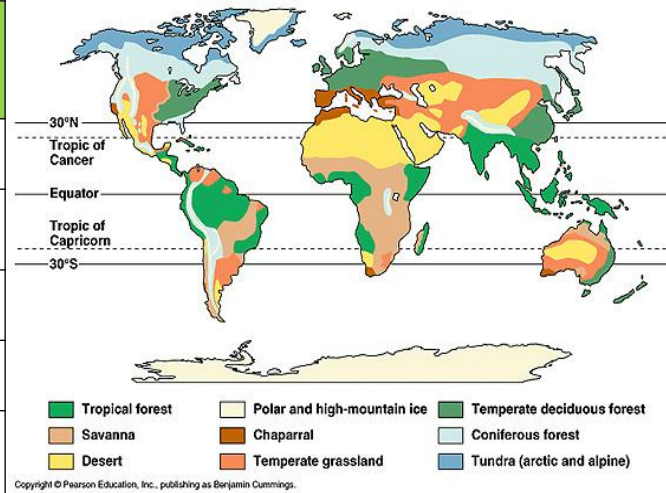 30°N
Tropic of
Cancer
Equator
Tropic of
Capricorn
30°S
Tropical forest
Savanna
Desert
Polar and high-mountain ice
Chaparral
Temperate grassland
Temperate deciduous forest
Coniferous forest
Tundra (arctic and alpine)
Copyright © Pearson Education, Inc., publishing as Benjamin Cummings.